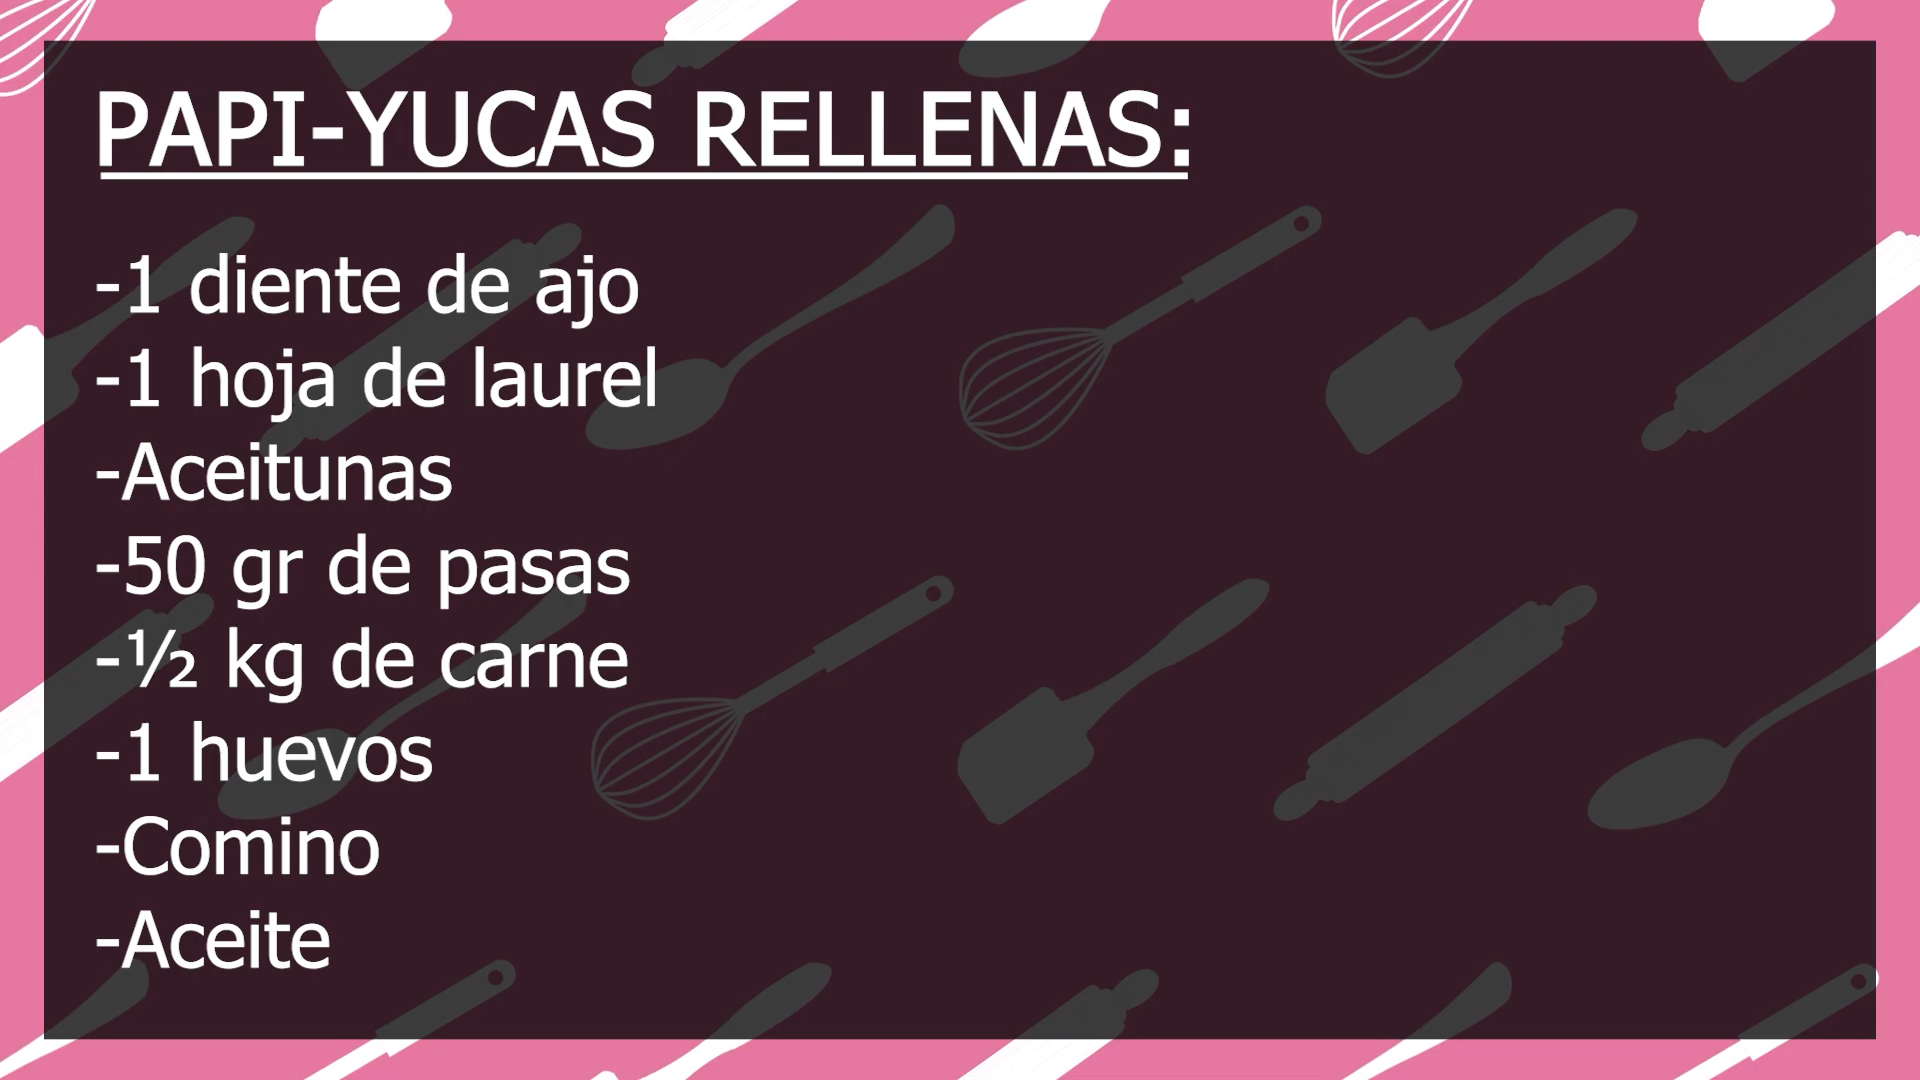 PAPI-YUCAS RELLENAS:
-1 diente de ajo
-1 hoja de laurel
-Aceitunas
-50 gr de pasas
-½ kg de carne
-1 huevos
-Comino
-Aceite